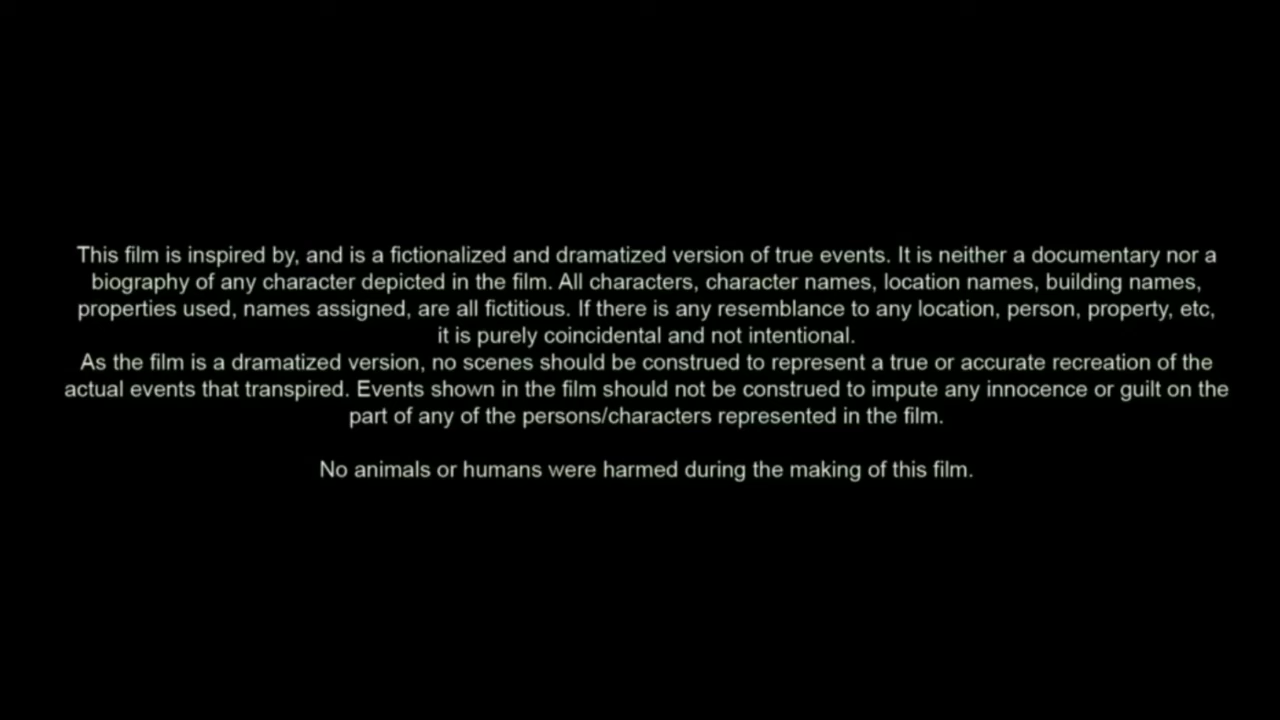 This film is inspired by, and is a fictionalized and dramatized version of true events. It is neither a documentary nor a
biography of any character depicted in the film. All characters, character names, location names, building names,
properties used, names assigned, are all fictitious. If there is any resemblance to any location, person, property, etc,
it is purely coincidental and not intentional.
As the film is a dramatized version, no scenes should be construed to represent a true or accurate recreation of the
actual events that transpired. Events shown in the film should not be construed to impute any innocence or guilt on the
part of any of the persons/characters represented in the film.
No animals or humans were harmed during the making of this film.